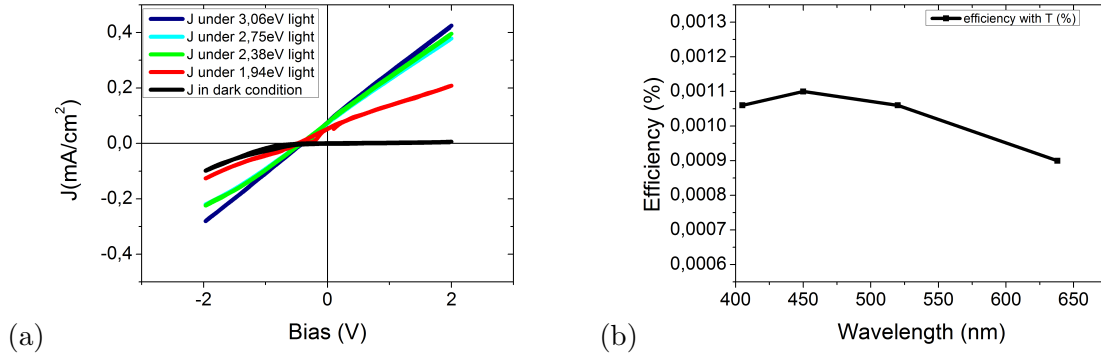 J under 3,06eV light
J under 2,75eV light
J under 2,38eV light
J under 1,94eV light
J in dark condition
0,4
0,2
0,0
-0,2
-0,4
J(mA/cm²)
-2 0 2
Bias (V)
(a)
efficiency with T (%)
0,0013
0,0012
0,0011
0,0010
0,0009
0,0008
0,0007
0,0006
Efficiency (%)
400 450 500 550 600 650
Wavelength (nm)
(b)